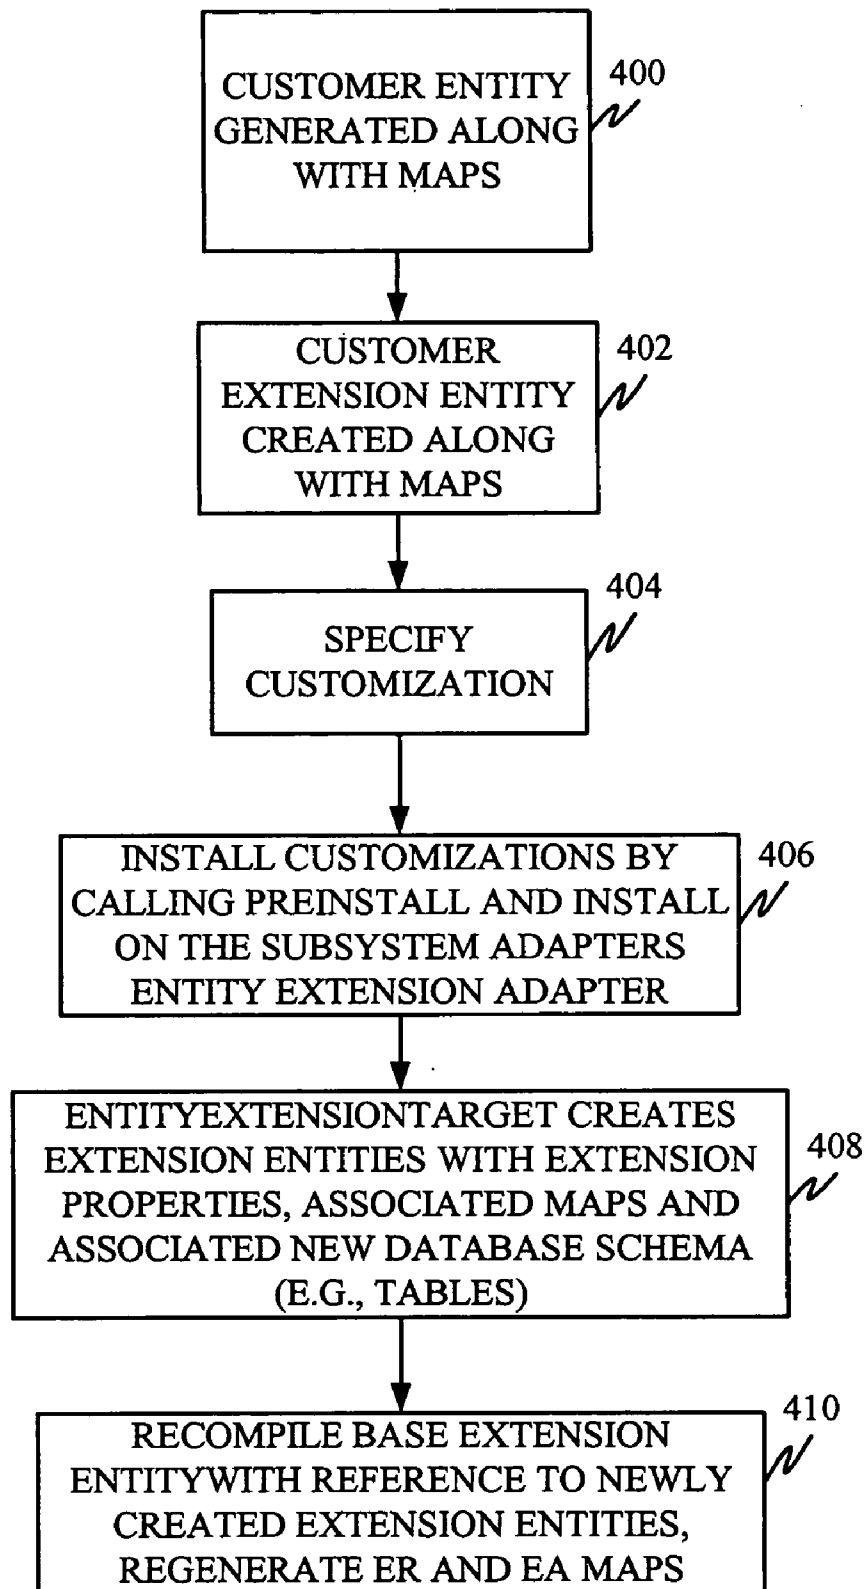 CUSTOMER ENTITY
GENERATED ALONG
WITH MAPS
400
CUSTOMER
EXTENSION ENTITY
CREATED ALONG
WITH MAPS
402
SPECIFY
CUSTOMIZATION
404
INSTALL CUSTOMIZATIONS BY
CALLING PREINSTALL AND INSTALL
ON THE SUBSYSTEM ADAPTERS
ENTITY EXTENSION ADAPTER
406
ENTITYEXTENSIONTARGET CREATES
EXTENSION ENTITIES WITH EXTENSION
PROPERTIES, ASSOCIATED MAPS AND
ASSOCIATED NEW DATABASE SCHEMA
(E.G., TABLES)
408
RECOMPILE BASE EXTENSION
ENTITYWITH REFERENCE TO NEWLY
CREATED EXTENSION ENTITIES,
REGENERATE ER AND EA MAPS
410